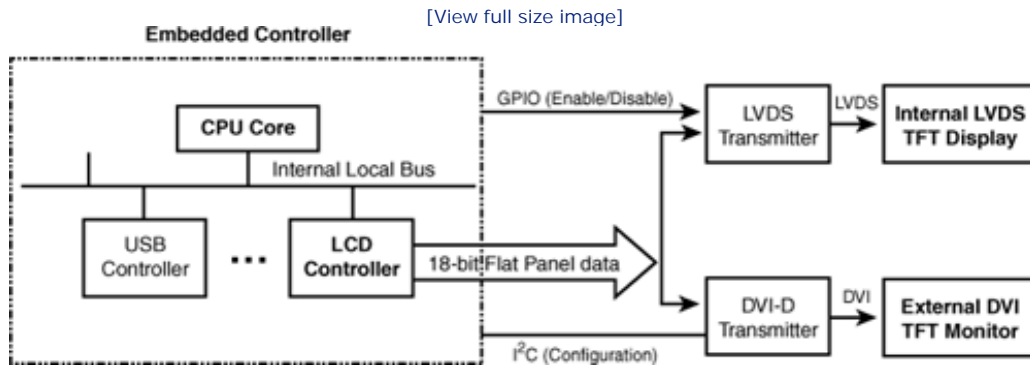 [View full size image]
Embedded Controller
CPU Core
Internal Local Bus
USB
Controller
...
LCD
Controller
GPIO (Enable/Disable)
18-bit Flat Panel data
I²C (Configuration)
LVDS
Transmitter
LVDS
Internal LVDS
TFT Display
DVI-D
Transmitter
DVI
External DVI
TFT Monitor